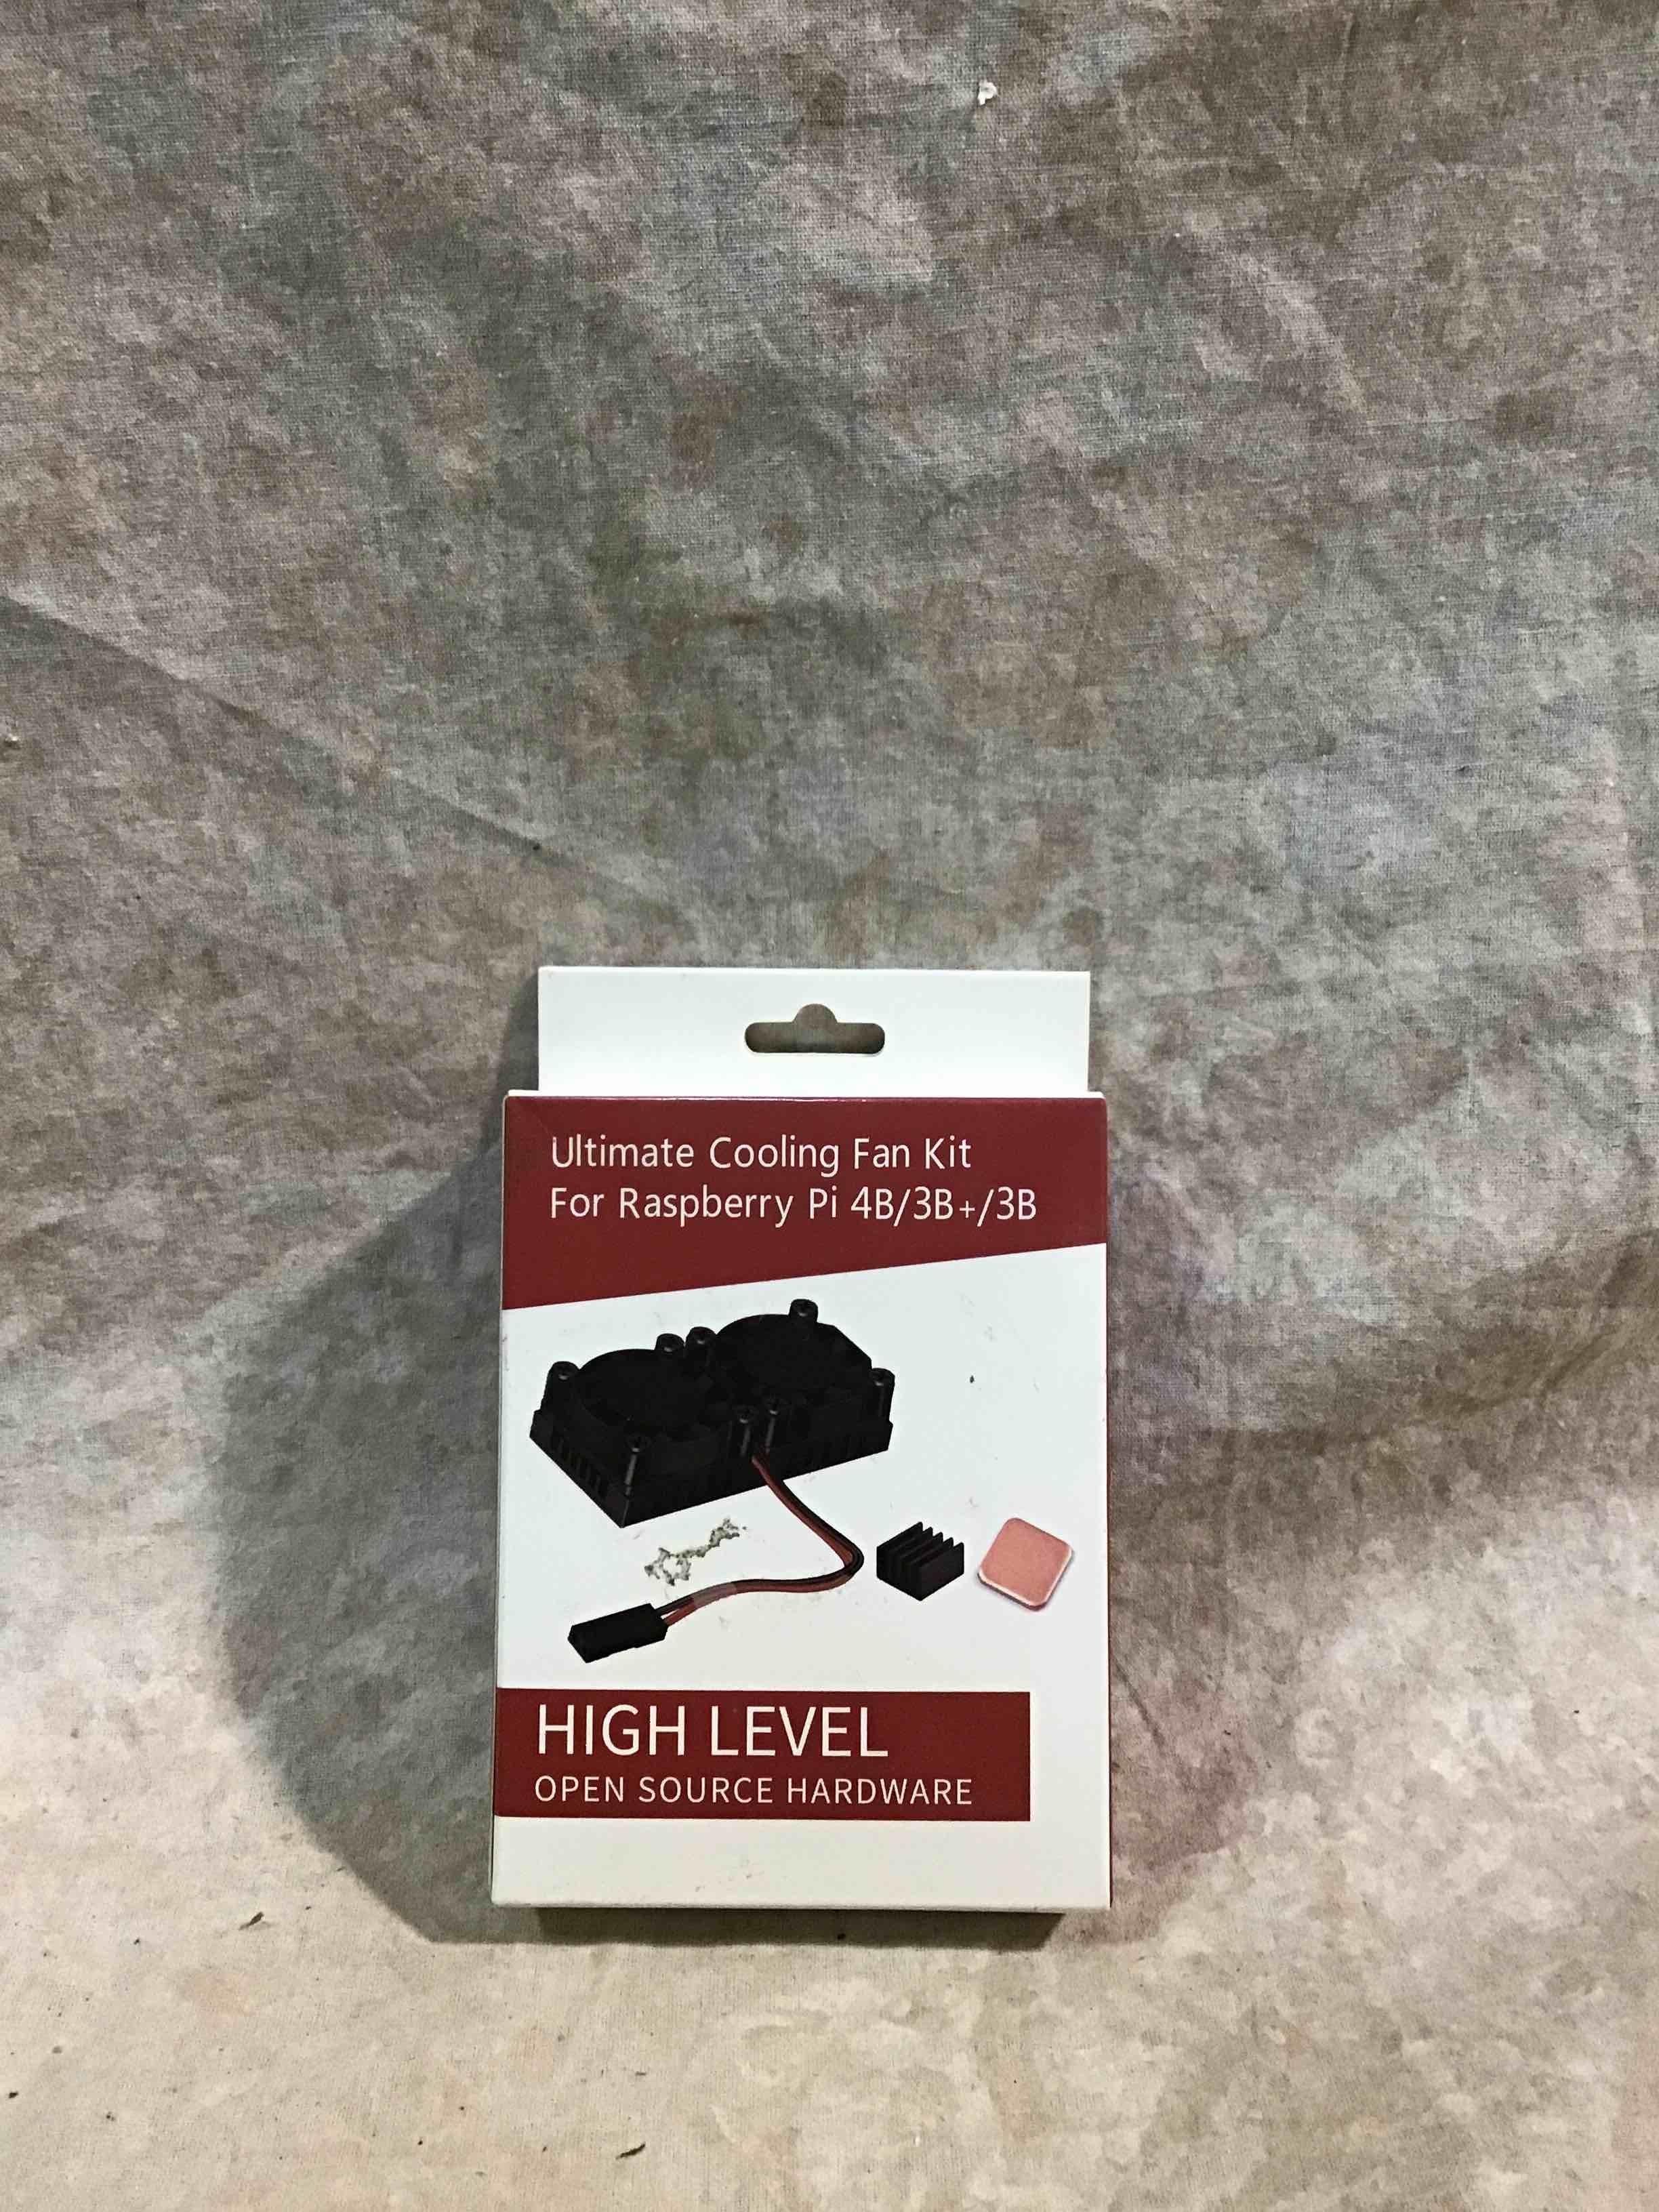 Ultimate Cooling Fan Kit
For Raspberry Pi 4B/3B+/3B
HIGH LEVEL
OPEN SOURCE HARDWARE